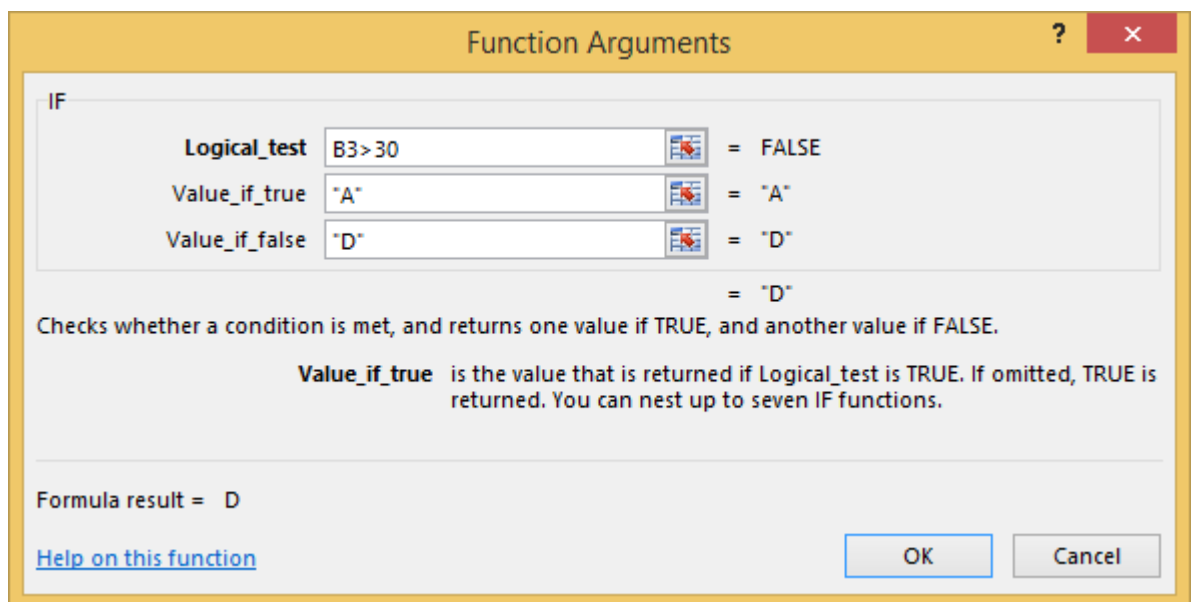 Function Arguments ? ×
IF
Logical_test B3>30 = FALSE
Value_if_true "A" = "A"
Value_if_false "D" = "D"
= "D"
Checks whether a condition is met, and returns one value if TRUE, and another value if FALSE.
Value_if_true is the value that is returned if Logical_test is TRUE. If omitted, TRUE is
returned. You can nest up to seven IF functions.
Formula result = D
Help on this function OK Cancel